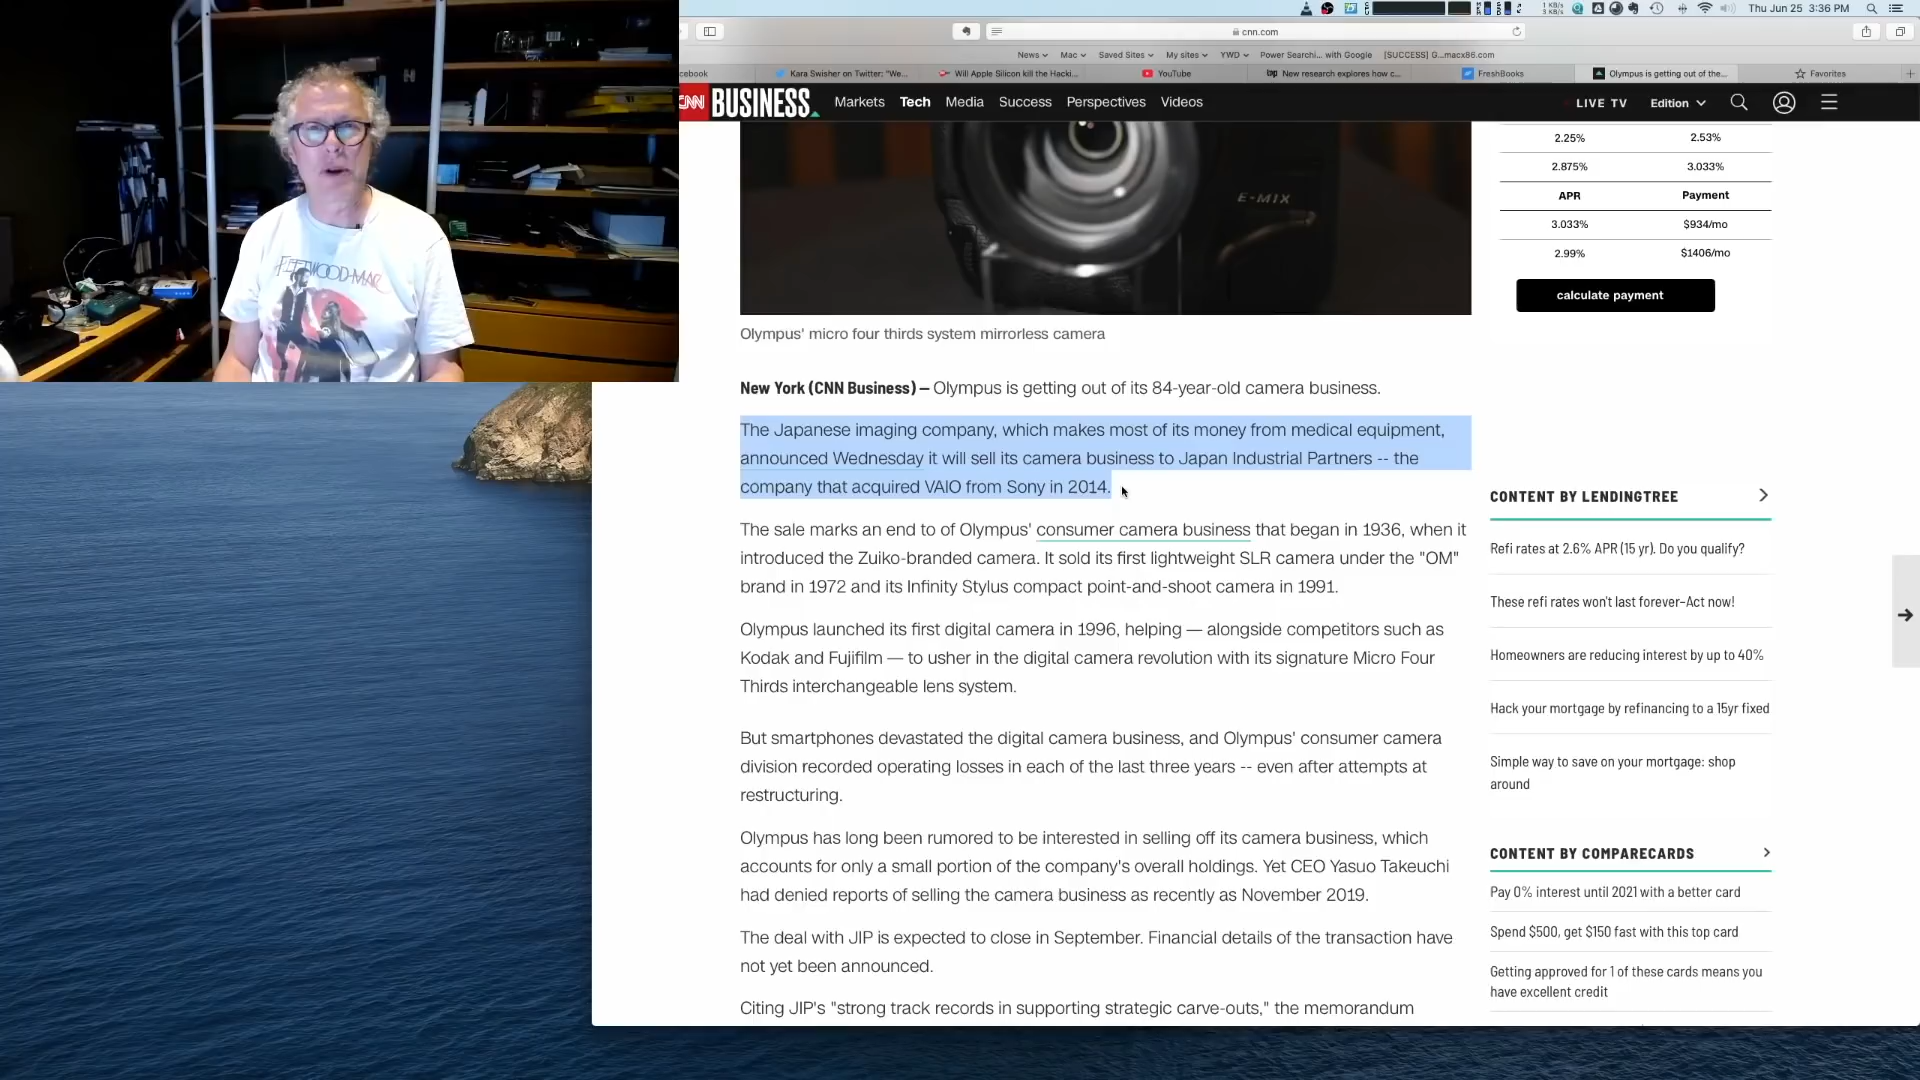 1 KB/s
3 KB/s
Thu Jun 25 3:36 PM
cnn.com
News
Mac
Saved Sites
My sites
YWD
Power Searchi... with Google
[SUCCESS] G...macx86.com
cebook
Kara Swisher on Twitter: "We...
Will Apple Silicon kill the Hacki...
YouTube
New research explores how c...
FreshBooks
Olympus is getting out of the...
Favorites
CNN BUSINESS
Markets
Tech
Media
Success
Perspectives
Videos
LIVE TV
Edition
FLEETWOOD MAC
E-M1X
2.25% 2.53%
2.875% 3.033%
APR Payment
3.033% $934/mo
2.99% $1406/mo
calculate payment
Olympus' micro four thirds system mirrorless camera
New York (CNN Business) — Olympus is getting out of its 84-year-old camera business.
The Japanese imaging company, which makes most of its money from medical equipment,
announced Wednesday it will sell its camera business to Japan Industrial Partners -- the
company that acquired VAIO from Sony in 2014.
The sale marks an end to of Olympus' consumer camera business that began in 1936, when it
introduced the Zuiko-branded camera. It sold its first lightweight SLR camera under the "OM"
brand in 1972 and its Infinity Stylus compact point-and-shoot camera in 1991.
Olympus launched its first digital camera in 1996, helping — alongside competitors such as
Kodak and Fujifilm — to usher in the digital camera revolution with its signature Micro Four
Thirds interchangeable lens system.
But smartphones devastated the digital camera business, and Olympus' consumer camera
division recorded operating losses in each of the last three years -- even after attempts at
restructuring.
Olympus has long been rumored to be interested in selling off its camera business, which
accounts for only a small portion of the company's overall holdings. Yet CEO Yasuo Takeuchi
had denied reports of selling the camera business as recently as November 2019.
The deal with JIP is expected to close in September. Financial details of the transaction have
not yet been announced.
Citing JIP's "strong track records in supporting strategic carve-outs," the memorandum
CONTENT BY LENDINGTREE
Refi rates at 2.6% APR (15 yr). Do you qualify?
These refi rates won't last forever–Act now!
Homeowners are reducing interest by up to 40%
Hack your mortgage by refinancing to a 15yr fixed
Simple way to save on your mortgage: shop
around
CONTENT BY COMPARECARDS
Pay 0% interest until 2021 with a better card
Spend $500, get $150 fast with this top card
Getting approved for 1 of these cards means you
have excellent credit